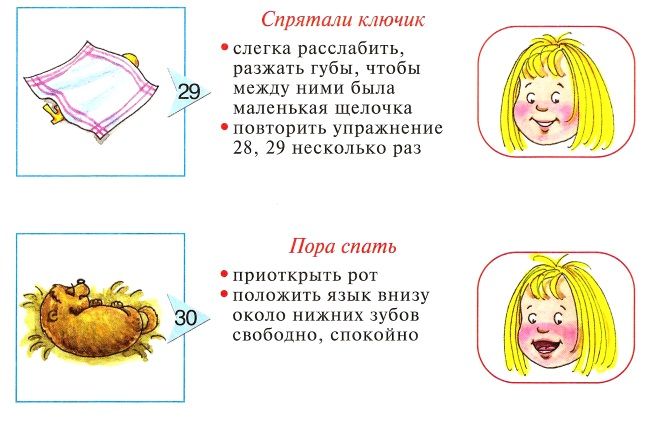 Спрятали ключик
29
• слегка расслабить,
разжать губы, чтобы
между ними была
маленькая щелочка
• повторить упражнение
28, 29 несколько раз
Пора спать
30
• приоткрыть рот
• положить язык внизу
около нижних зубов
свободно, спокойно